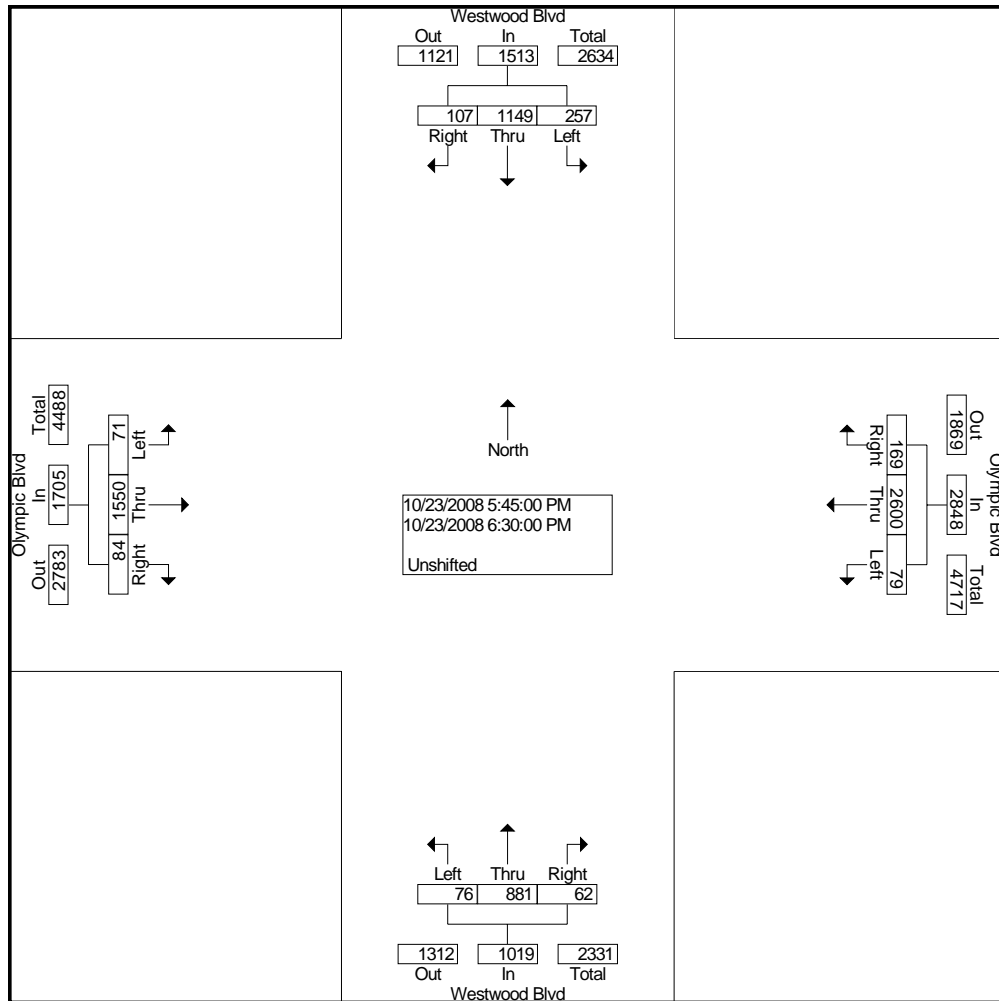 Westwood Blvd
Out In Total
1121 1513 2634
107 1149 257
Right Thru Left
Olympic Blvd
Total In Out
4488 1705 2783
71 1550 84
Left Thru Right
North
10/23/2008 5:45:00 PM
10/23/2008 6:30:00 PM
Unshifted
Right Thru Left
169 2600 79
Out In Total
1869 2848 4717
Olympic Blvd
Left Thru Right
76 881 62
1312 1019 2331
Out In Total
Westwood Blvd